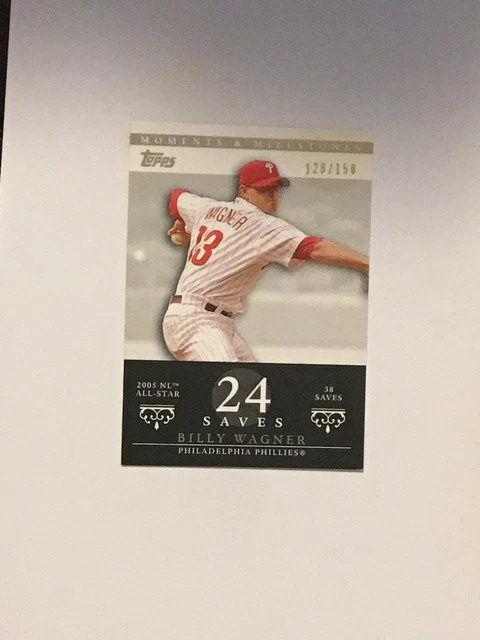 MOMENTS & MILESTONES
Topps
120/150
P
WAGNER
13
2005 NL™
ALL-STAR
24
SAVES
38
SAVES
BILLY WAGNER
PHILADELPHIA PHILLIES®